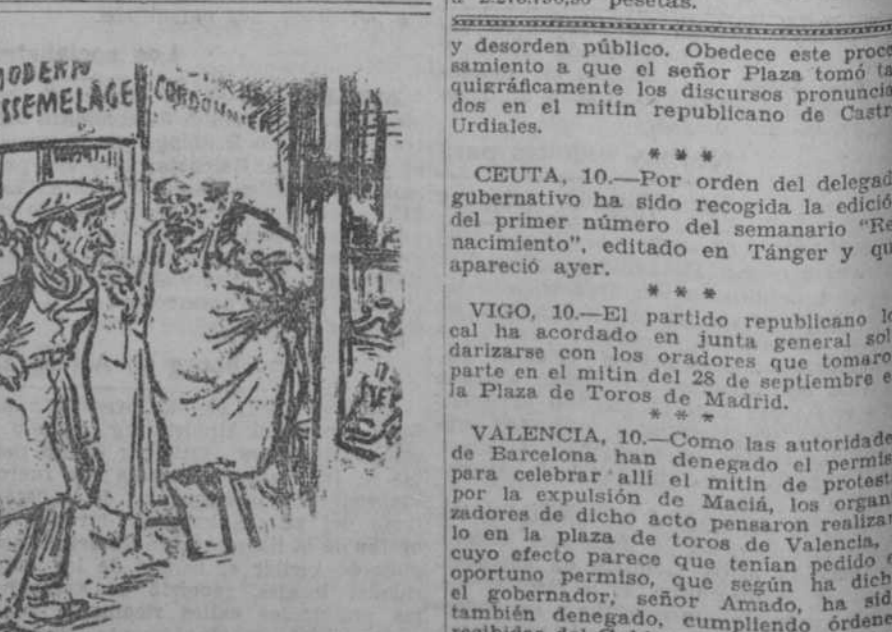 MODERN
SSEMELAGE
CORDONNIER
pesetas.
y desorden público. Obedece este proce
samiento a que el señor Plaza tomó ta
quigráficamente los discursos pronuncia
dos en el mitin republicano de Castr
Urdiales.
* * *
CEUTA, 10.—Por orden del delegad
gubernativo ha sido recogida la edició
del primer número del semanario “Re
nacimiento”, editado en Tánger y qu
apareció ayer.
* * *
VIGO, 10.—El partido republicano lo
cal ha acordado en junta general soli
darizarse con los oradores que tomaro
parte en el mitin del 28 de septiembre e
la Plaza de Toros de Madrid.
* * *
VALENCIA, 10.—Como las autoridade
de Barcelona han denegado el permis
para celebrar allí el mitin de protest
por la expulsión de Maciá, los organi
zadores de dicho acto pensaron realizar
lo en la plaza de toros de Valencia,
cuyo efecto parece que tenían pedido e
oportuno permiso, que según ha dich
el gobernador, señor Amado, ha sid
también denegado, cumpliendo órdene